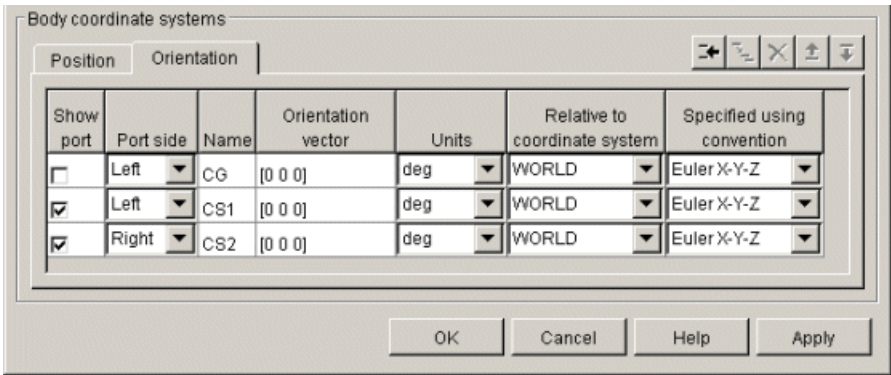 Body coordinate systems
Position Orientation
Show port Port side Name Orientation vector Units Relative to coordinate system Specified using convention
Left CG [0 0 0] deg WORLD Euler X-Y-Z
Left CS1 [0 0 0] deg WORLD Euler X-Y-Z
Right CS2 [0 0 0] deg WORLD Euler X-Y-Z
OK Cancel Help Apply